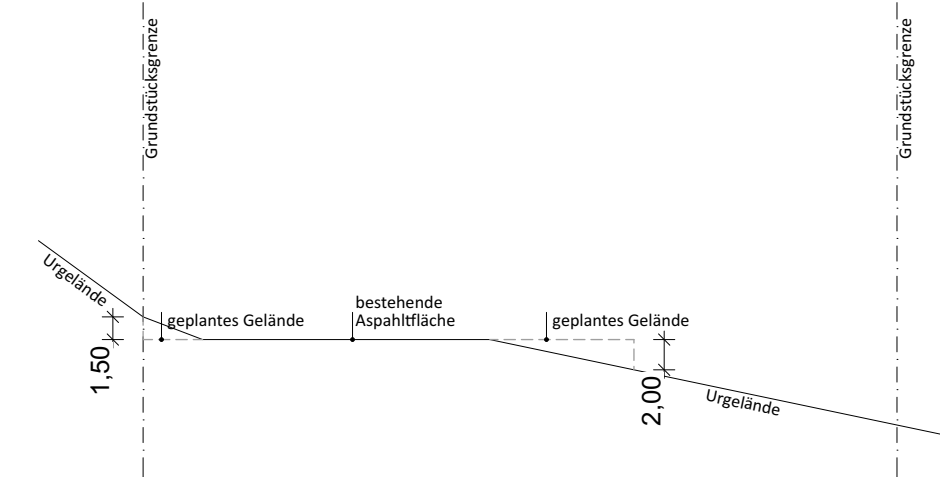 Grundstücksgrenze
Grundstücksgrenze
Urgelände
geplantes Gelände
bestehende
Aspahltfläche
geplantes Gelände
1,50
2,00
Urgelände